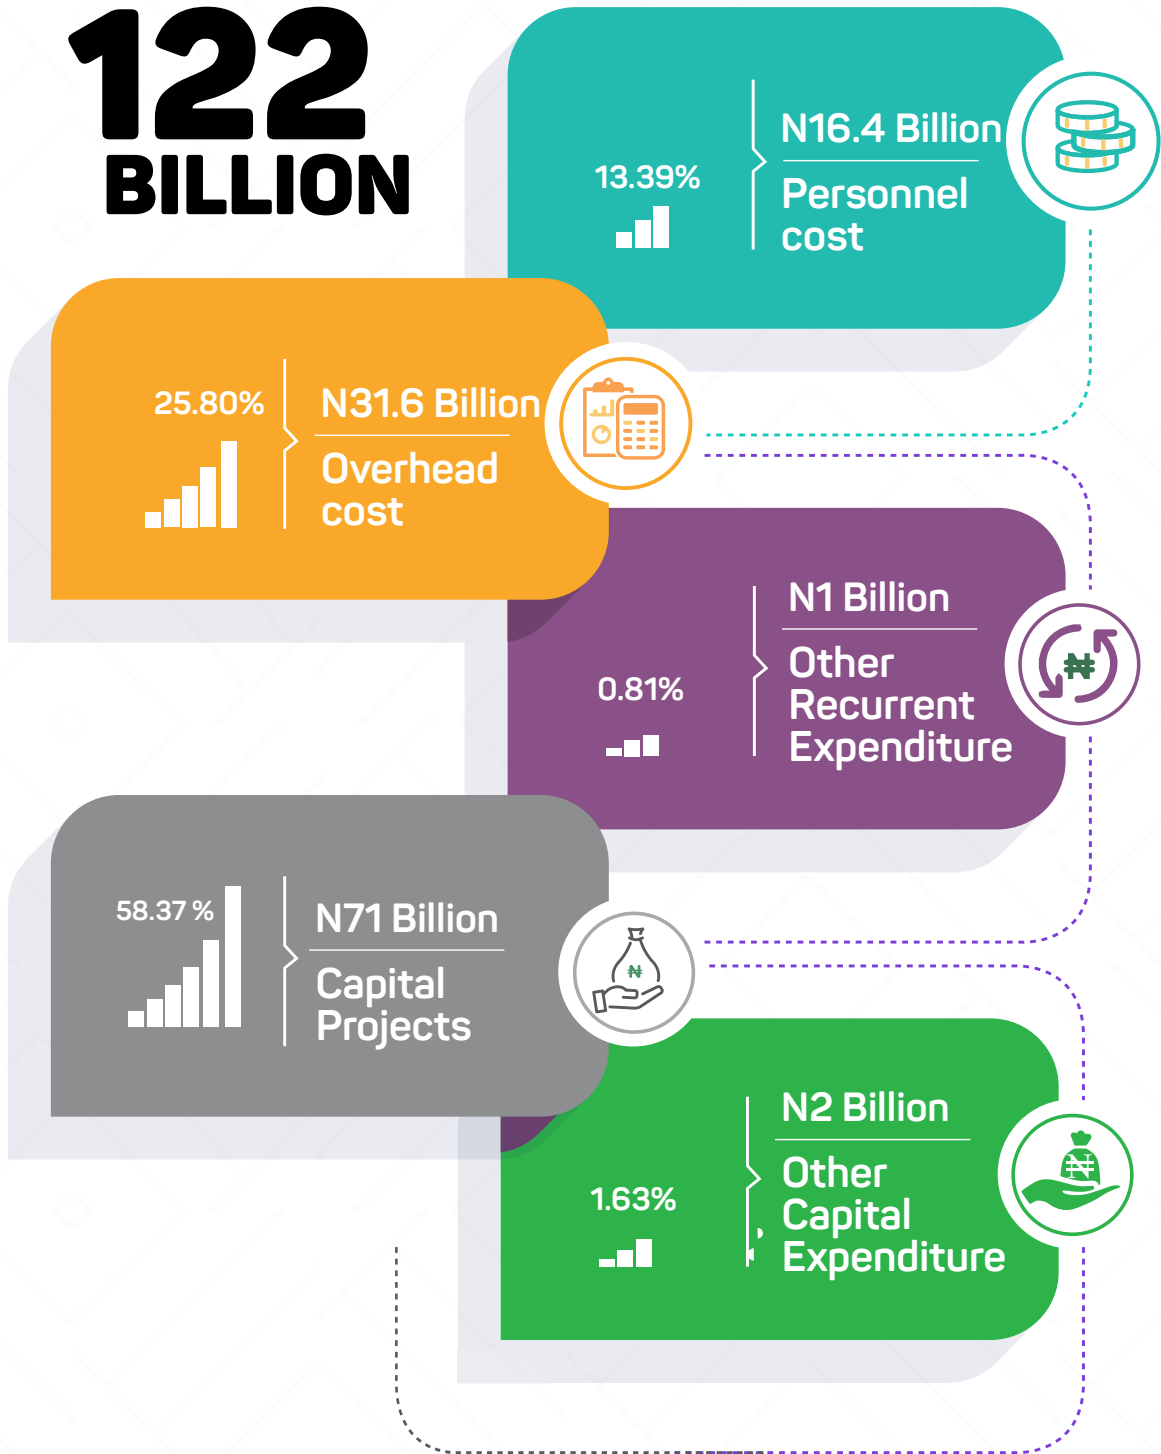 122
BILLION
13.39%
N16.4 Billion
Personnel
cost
25.80%
N31.6 Billion
Overhead
cost
0.81%
N1 Billion
Other
Recurrent
Expenditure
58.37 %
N71 Billion
Capital
Projects
₦
1.63%
N2 Billion
Other
Capital
Expenditure
₦
₦